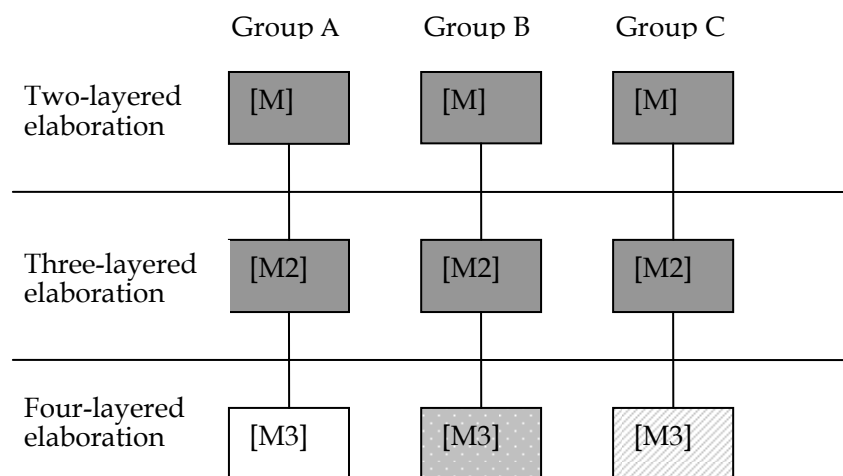 Group A Group B Group C
Two-layered
elaboration
[M] [M] [M]
Three-layered
elaboration
[M2] [M2] [M2]
Four-layered
elaboration
[M3] [M3] [M3]